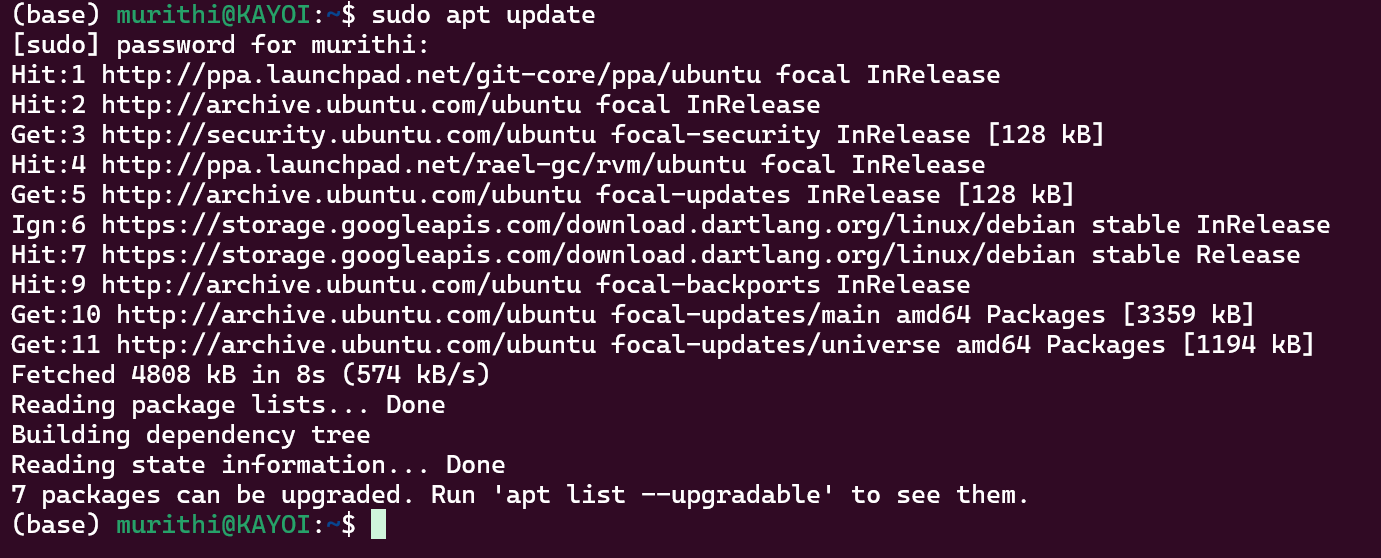 (base) murithi@KAYOI:~$ sudo apt update
[sudo] password for murithi:
Hit:1 http://ppa.launchpad.net/git-core/ppa/ubuntu focal InRelease
Hit:2 http://archive.ubuntu.com/ubuntu focal InRelease
Get:3 http://security.ubuntu.com/ubuntu focal-security InRelease [128 kB]
Hit:4 http://ppa.launchpad.net/rael-gc/rvm/ubuntu focal InRelease
Get:5 http://archive.ubuntu.com/ubuntu focal-updates InRelease [128 kB]
Ign:6 https://storage.googleapis.com/download.dartlang.org/linux/debian stable InRelease
Hit:7 https://storage.googleapis.com/download.dartlang.org/linux/debian stable Release
Hit:9 http://archive.ubuntu.com/ubuntu focal-backports InRelease
Get:10 http://archive.ubuntu.com/ubuntu focal-updates/main amd64 Packages [3359 kB]
Get:11 http://archive.ubuntu.com/ubuntu focal-updates/universe amd64 Packages [1194 kB]
Fetched 4808 kB in 8s (574 kB/s)
Reading package lists... Done
Building dependency tree
Reading state information... Done
7 packages can be upgraded. Run 'apt list --upgradable' to see them.
(base) murithi@KAYOI:~$